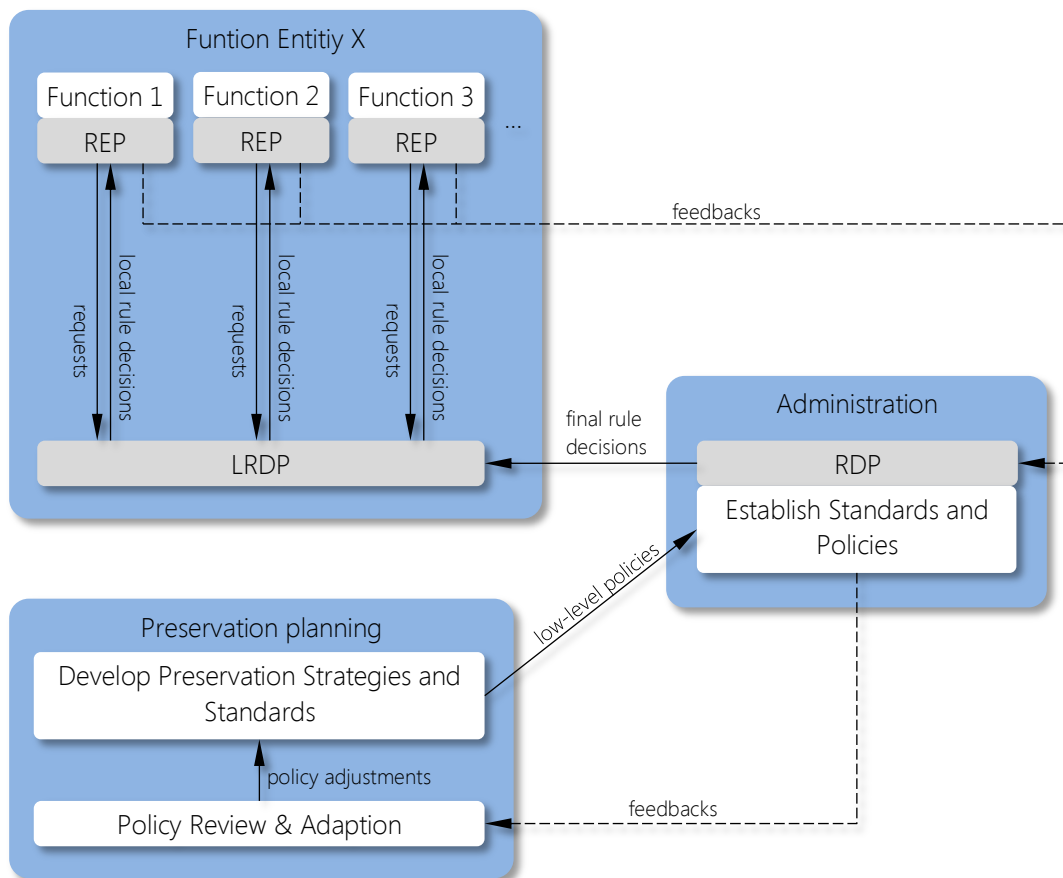 Funtion Entitiy X
Function 1
Function 2
Function 3
REP
REP
REP
...
feedbacks
requests
local rule decisions
requests
local rule decisions
requests
local rule decisions
LRDP
final rule
decisions
Administration
RDP
Establish Standards and
Policies
low-level policies
Preservation planning
Develop Preservation Strategies and
Standards
policy adjustments
Policy Review & Adaption
feedbacks